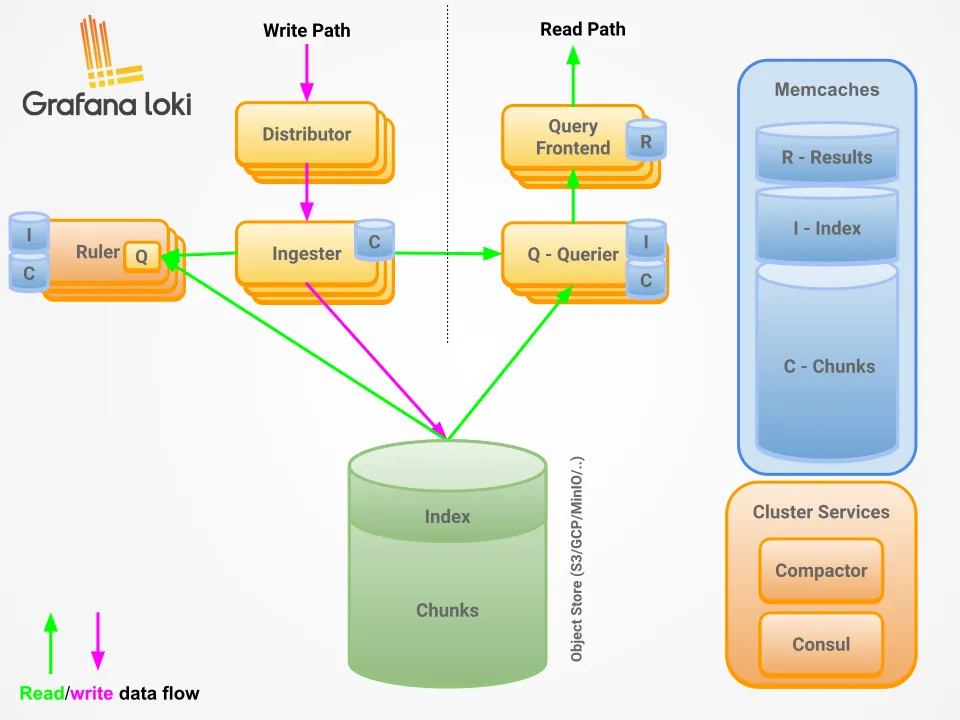 Write Path
Read Path
Grafana loki
Distributor
Query
Frontend
R
Memcaches
R - Results
I - Index
C - Chunks
I
C
Ruler
Q
Ingester
C
Q - Querier
I
C
Index
Chunks
Object Store (S3/GCP/MinIO/..)
Cluster Services
Compactor
Consul
Read/write data flow